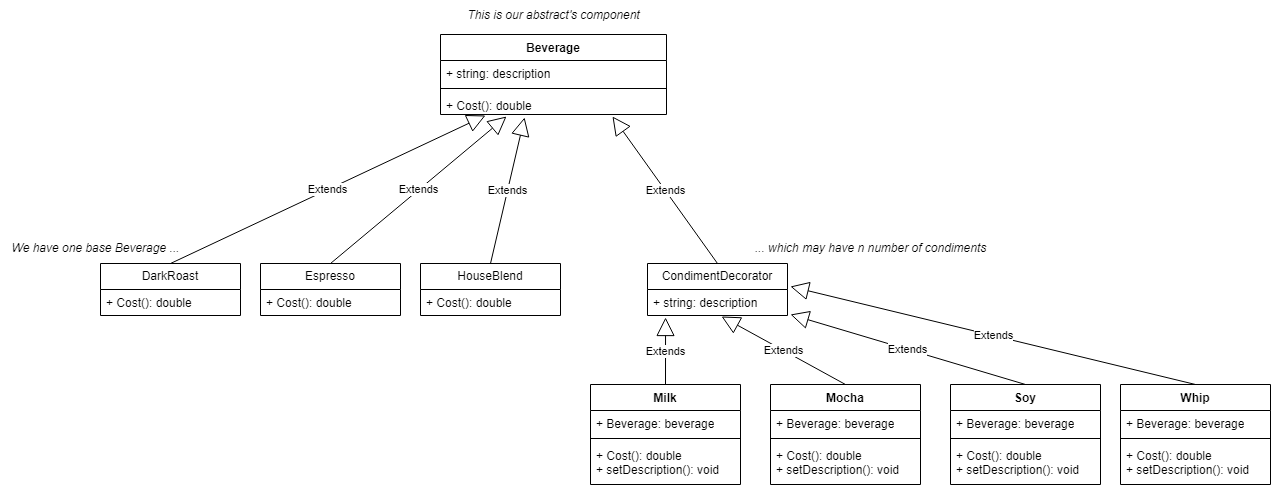 This is our abstract's component
Beverage
+ string: description
+ Cost(): double
Extends
Extends
Extends
Extends
We have one base Beverage ...
... which may have n number of condiments
DarkRoast
+ Cost(): double
Espresso
+ Cost(): double
HouseBlend
+ Cost(): double
CondimentDecorator
+ string: description
Extends
Extends
Extends
Extends
Milk
+ Beverage: beverage
+ Cost(): double
+ setDescription(): void
Mocha
+ Beverage: beverage
+ Cost(): double
+ setDescription(): void
Soy
+ Beverage: beverage
+ Cost(): double
+ setDescription(): void
Whip
+ Beverage: beverage
+ Cost(): double
+ setDescription(): void